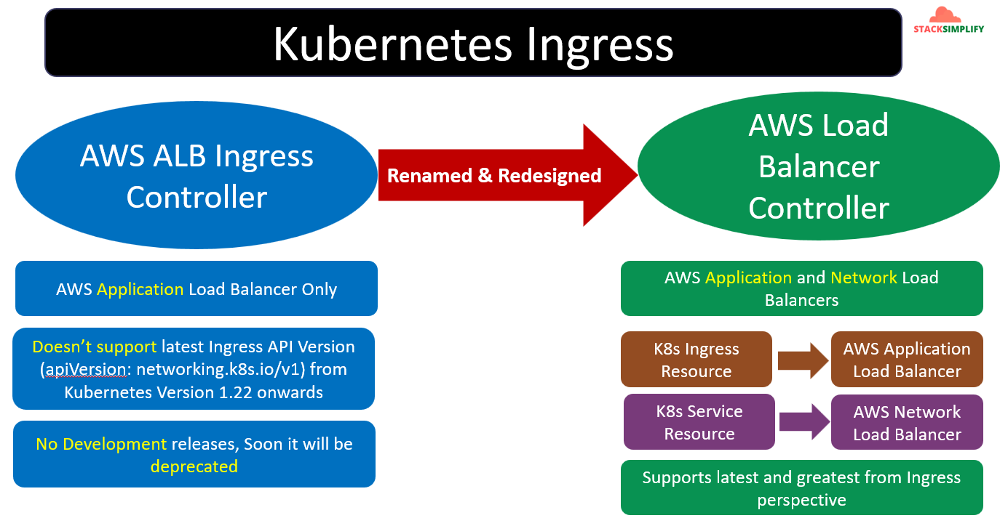 Kubernetes Ingress
STACKSIMPLIFY
AWS ALB Ingress
Controller
Renamed & Redesigned
AWS Load
Balancer
Controller
AWS Application Load Balancer Only
Doesn’t support latest Ingress API Version
(apiVersion: networking.k8s.io/v1) from
Kubernetes Version 1.22 onwards
No Development releases, Soon it will be
deprecated
AWS Application and Network Load
Balancers
K8s Ingress
Resource
AWS Application
Load Balancer
K8s Service
Resource
AWS Network
Load Balancer
Supports latest and greatest from Ingress
perspective